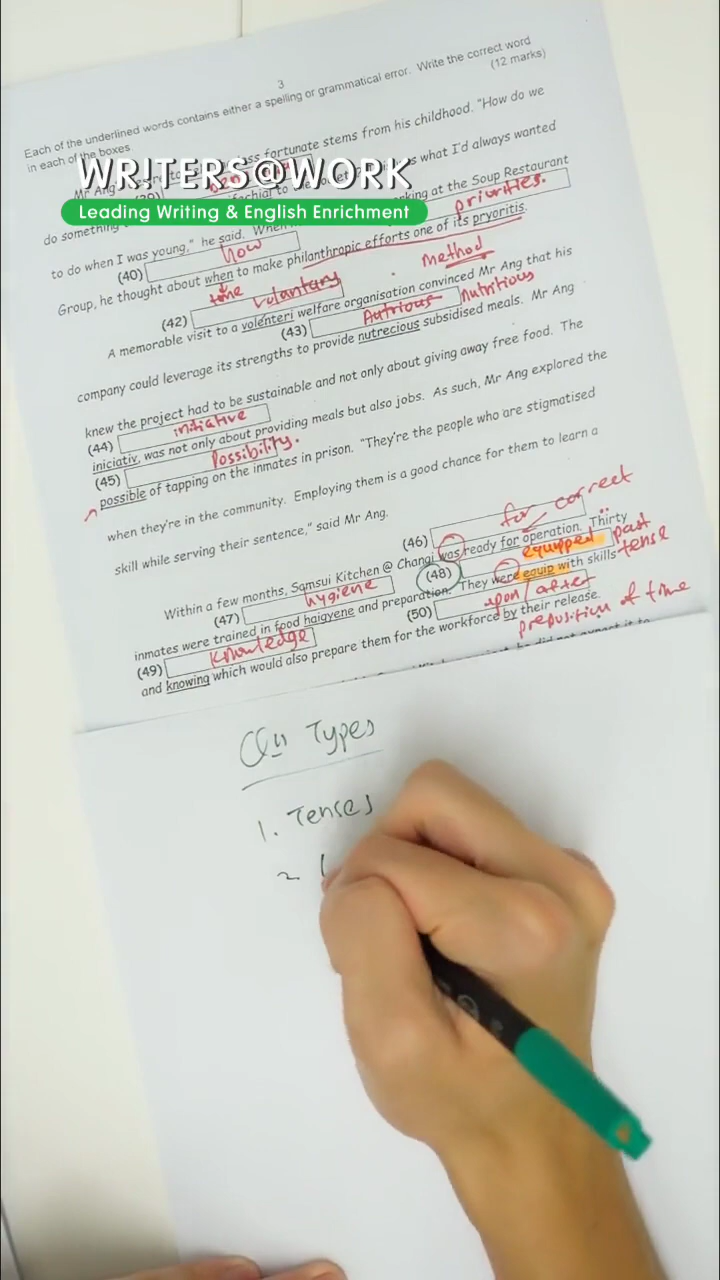 3
Each of the underlined words contains either a spelling or grammatical error. Write the correct word
in each of the boxes
(12 marks)
WR!TERS@WORK
Leading Writing & English Enrichment
fortunate stems from his childhood. "How do we
do something what I'd always wanted
to do when I was young," he said. at the Soup Restaurant
(40) how priorities.
Group, he thought about when to make philanthropic efforts one of its pryoritis.
time method
(42) voluntary
A memorable visit to a volenteri welfare organisation convinced Mr Ang that his
(43) Nutrious nutritious
company could leverage its strengths to provide nutrecious subsidised meals. Mr Ang
knew the project had to be sustainable and not only about giving away free food. The
(44) initiative
iniciativ, was not only about providing meals but also jobs. As such, Mr Ang explored the
(45) Possibility.
possible of tapping on the inmates in prison. "They're the people who are stigmatised
when they're in the community. Employing them is a good chance for them to learn a
skill while serving their sentence," said Mr Ang.
(46) for correct
Within a few months, Samsui Kitchen @ Changi was ready for operation. Thirty
(47) hygiene (48) equipped past tense
inmates were trained in food haigyene and preparation. They were equip with skills
(49) knowledge (50) upon/after
and knowing which would also prepare them for the workforce by their release.
preposition of time
Qn Types
1. Tenses
2